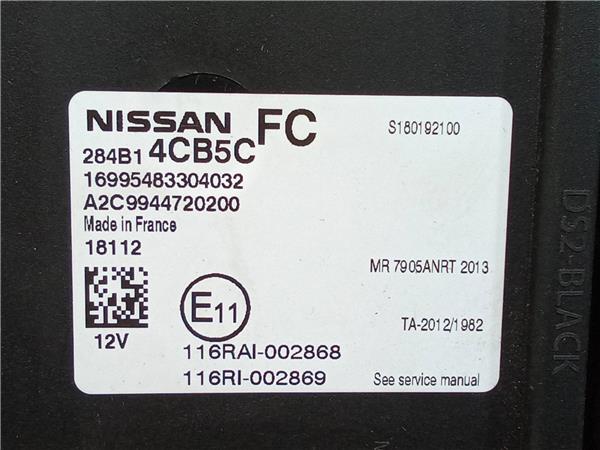 NISSAN FC
S180192100
284B1 4CB5C
16995483304032
A2C9944720200
Made in France
18112
MR 7905ANRT 2013
E11
TA-2012/1982
12V
116RAI-002868
116RI-002869
See service manual
DS2-BLACK